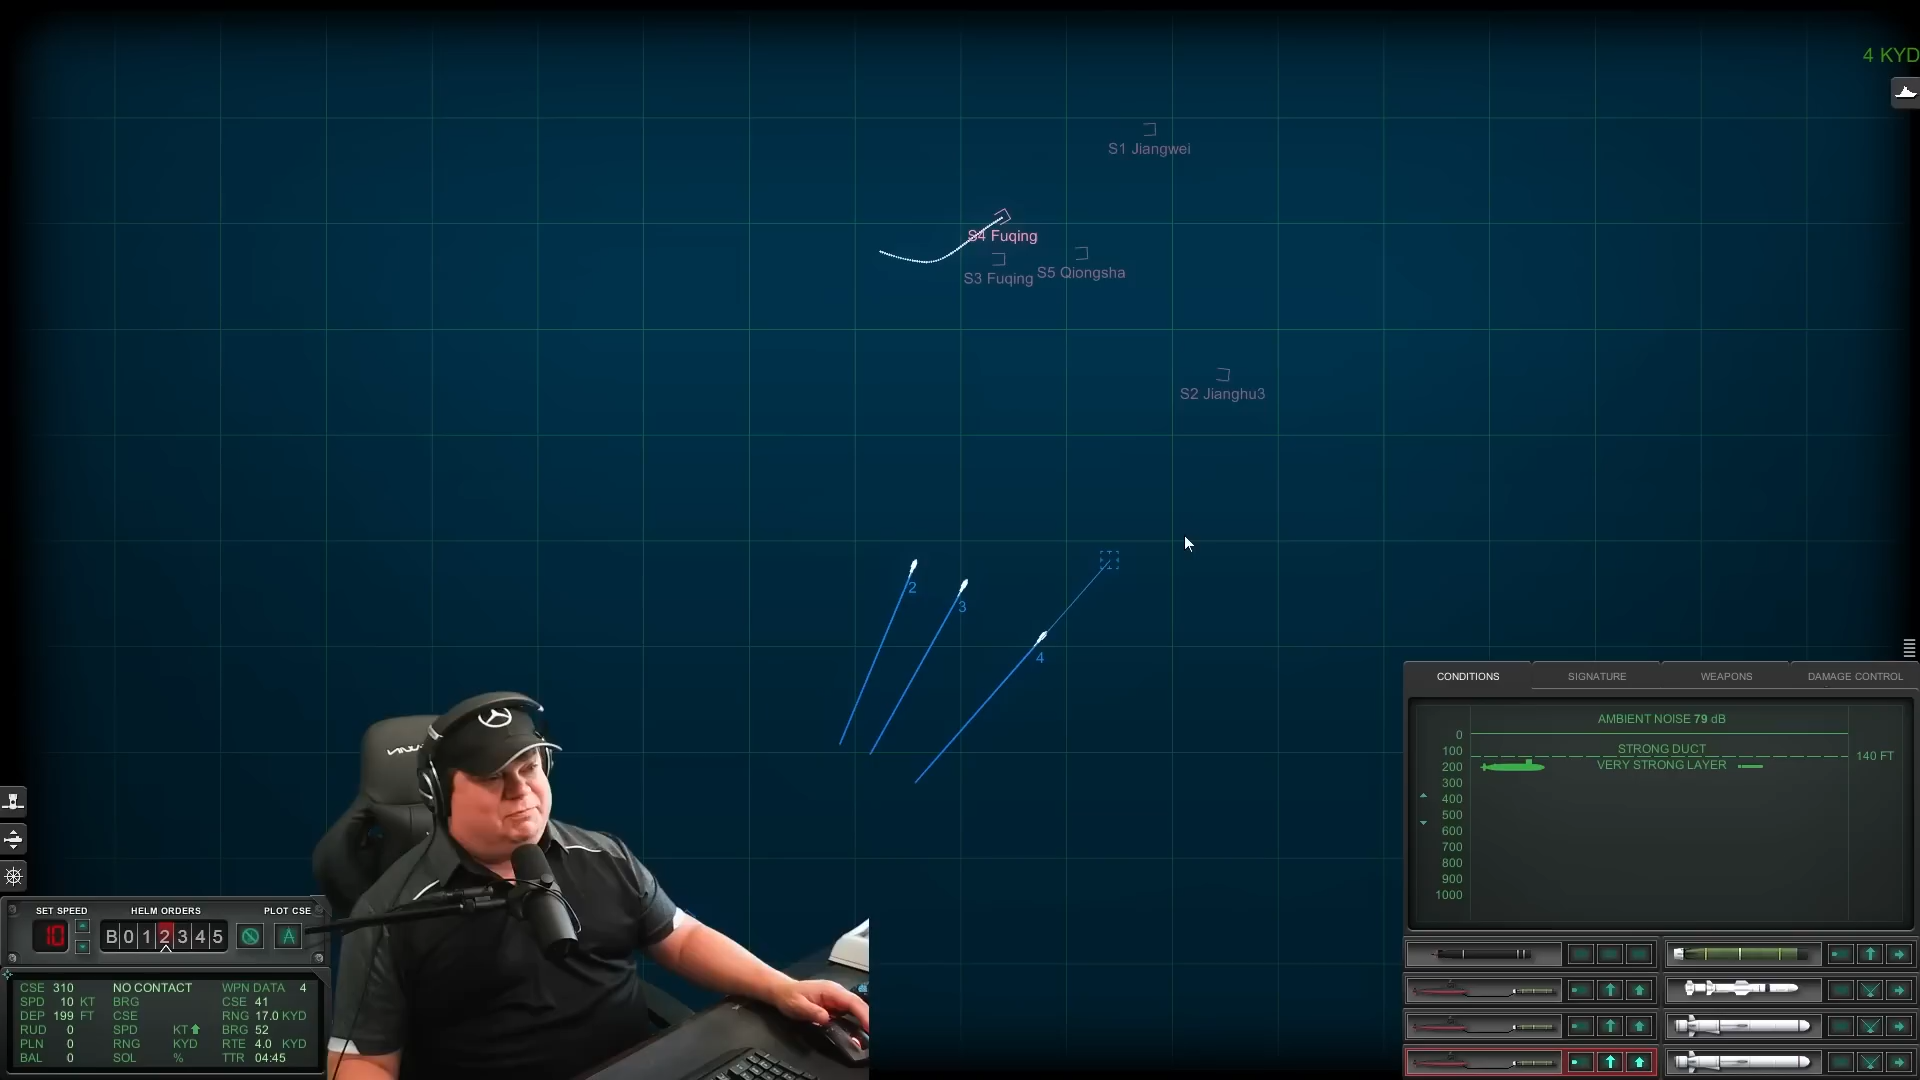 4 KYD
S1 Jiangwei
S4 Fuqing
S3 Fuqing
S5 Qiongsha
S2 Jianghu3
2
3
4
CONDITIONS SIGNATURE WEAPONS DAMAGE CONTROL
AMBIENT NOISE 79 dB
0
100 STRONG DUCT 140 FT
200 VERY STRONG LAYER
300
400
500
600
700
800
900
1000
SET SPEED HELM ORDERS PLOT CSE
10 B 0 1 2 3 4 5
CSE 310 NO CONTACT WPN DATA 4
SPD 10 KT BRG CSE 41
DEP 199 FT CSE RNG 17.0 KYD
RUD 0 SPD KT BRG 52
PLN 0 RNG KYD RTE 4.0 KYD
BAL 0 SOL % TTR 04:45